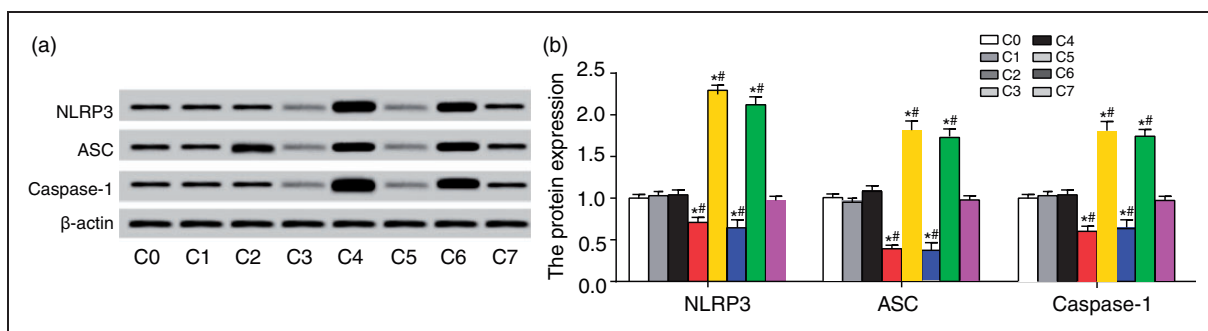 (a)
NLRP3
ASC
Caspase-1
β-actin
C0 C1 C2 C3 C4 C5 C6 C7
(b)
C0 C4
C1 C5
C2 C6
C3 C7
The protein expression
2.5
2.0
1.5
1.0
0.5
0.0
*# *# *# *#
*# *# *# *#
*# *# *# *#
NLRP3 ASC Caspase-1